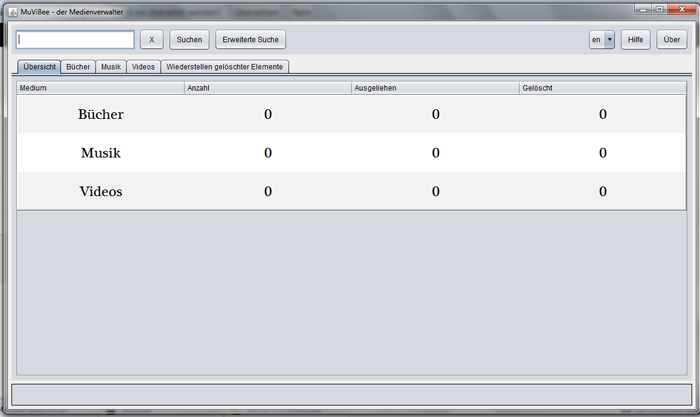 MuViBee - der Medienverwalter
X Suchen Erweiterte Suche en Hilfe Über
Übersicht Bücher Musik Videos Wiederstellen gelöschter Elemente
Medium Anzahl Ausgeliehen Gelöscht
Bücher 0 0 0
Musik 0 0 0
Videos 0 0 0